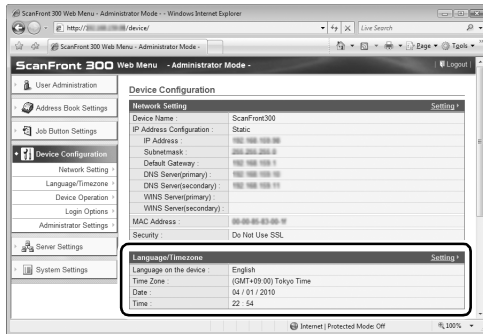 ScanFront 300 Web Menu - Administrator Mode - - Windows Internet Explorer
http://
/device/
Live Search
ScanFront 300 Web Menu - Administrator Mode -
Page
Tools
ScanFront 300 Web Menu - Administrator Mode -
Logout
User Administration
Address Book Settings
Job Button Settings
Device Configuration
Network Setting
Language/Timezone
Device Operation
Login Options
Administrator Settings
Server Settings
System Settings
Device Configuration
Network Setting Setting
Device Name : ScanFront300
IP Address Configuration : Static
IP Address :
Subnetmask :
Default Gateway :
DNS Server(primary) :
DNS Server(secondary) :
WINS Server(primary) :
WINS Server(secondary) :
MAC Address :
Security : Do Not Use SSL
Language/Timezone Setting
Language on the device : English
Time Zone : (GMT+09:00) Tokyo Time
Date : 04 / 01 / 2010
Time : 22 : 54
Internet | Protected Mode: Off
100%